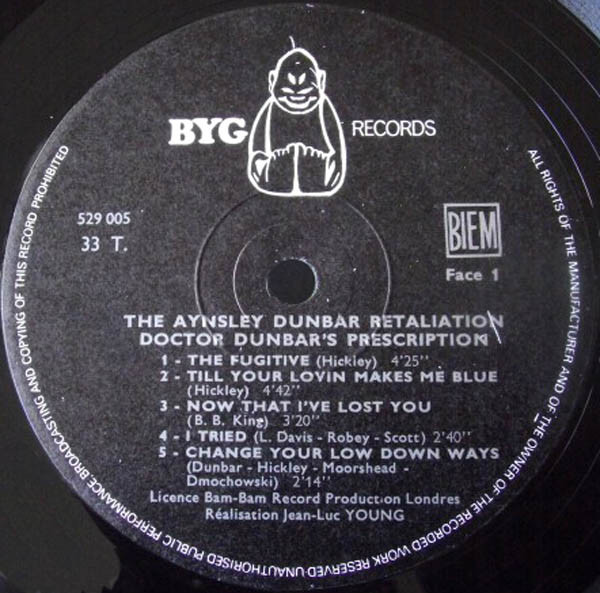 BYG RECORDS
529 005
33 T.
BIEM
Face 1
THE AYNSLEY DUNBAR RETALIATION
DOCTOR DUNBAR'S PRESCRIPTION
1 - THE FUGITIVE (Hickley) 4'25''
2 - TILL YOUR LOVIN MAKES ME BLUE
(Hickley) 4'42''
3 - NOW THAT I'VE LOST YOU
(B. B. King) 3'20''
4 - I TRIED (L. Davis - Robey - Scott) 2'40''
5 - CHANGE YOUR LOW DOWN WAYS
(Dunbar - Hickley - Moorshead -
Dmochowski) 2'14''
Licence Bam-Bam Record Production Londres
Réalisation Jean-Luc YOUNG
ALL RIGHTS OF THE MANUFACTURER AND OF THE OWNER OF THE RECORDED WORK RESERVED-UNAUTHORISED PUBLIC PERFORMANCE BROADCASTING AND COPYING OF THIS RECORD PROHIBITED